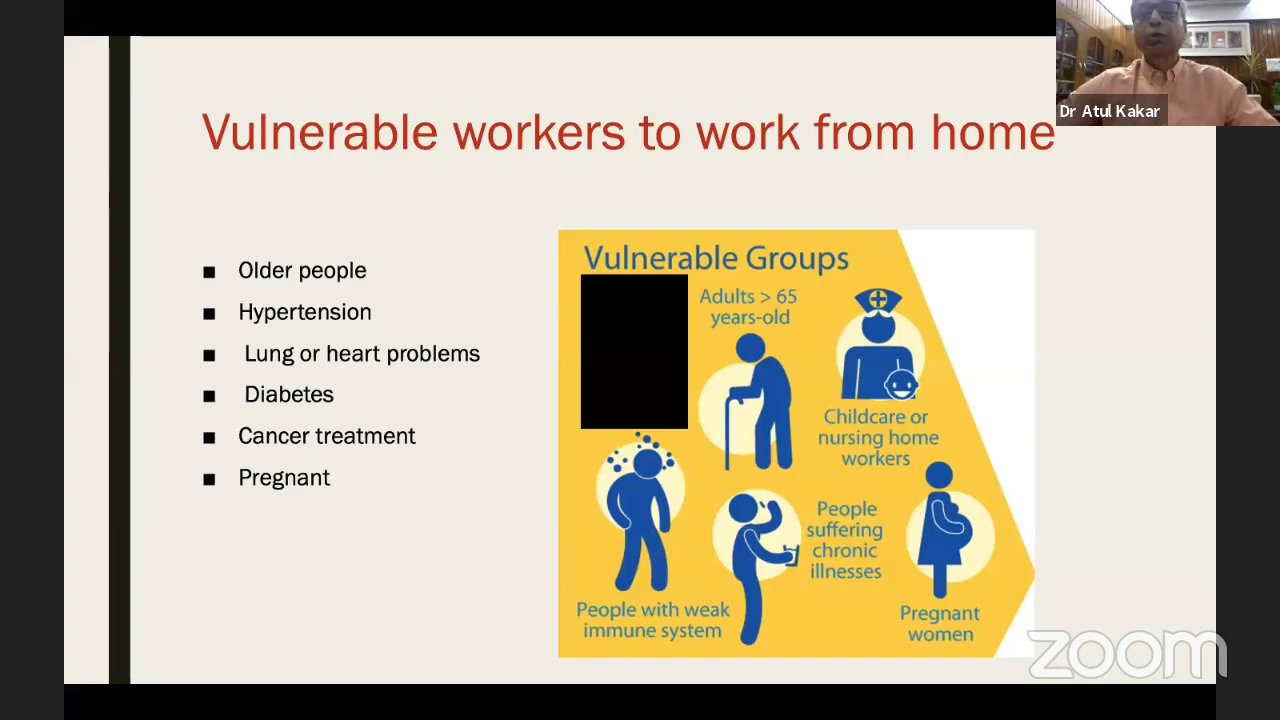 Dr Atul Kakar
Vulnerable workers to work from home
■ Older people
■ Hypertension
■ Lung or heart problems
■ Diabetes
■ Cancer treatment
■ Pregnant
Vulnerable Groups
Adults > 65
years-old
Childcare or
nursing home
workers
People
suffering
chronic
illnesses
People with weak
immune system
Pregnant
women
zoom